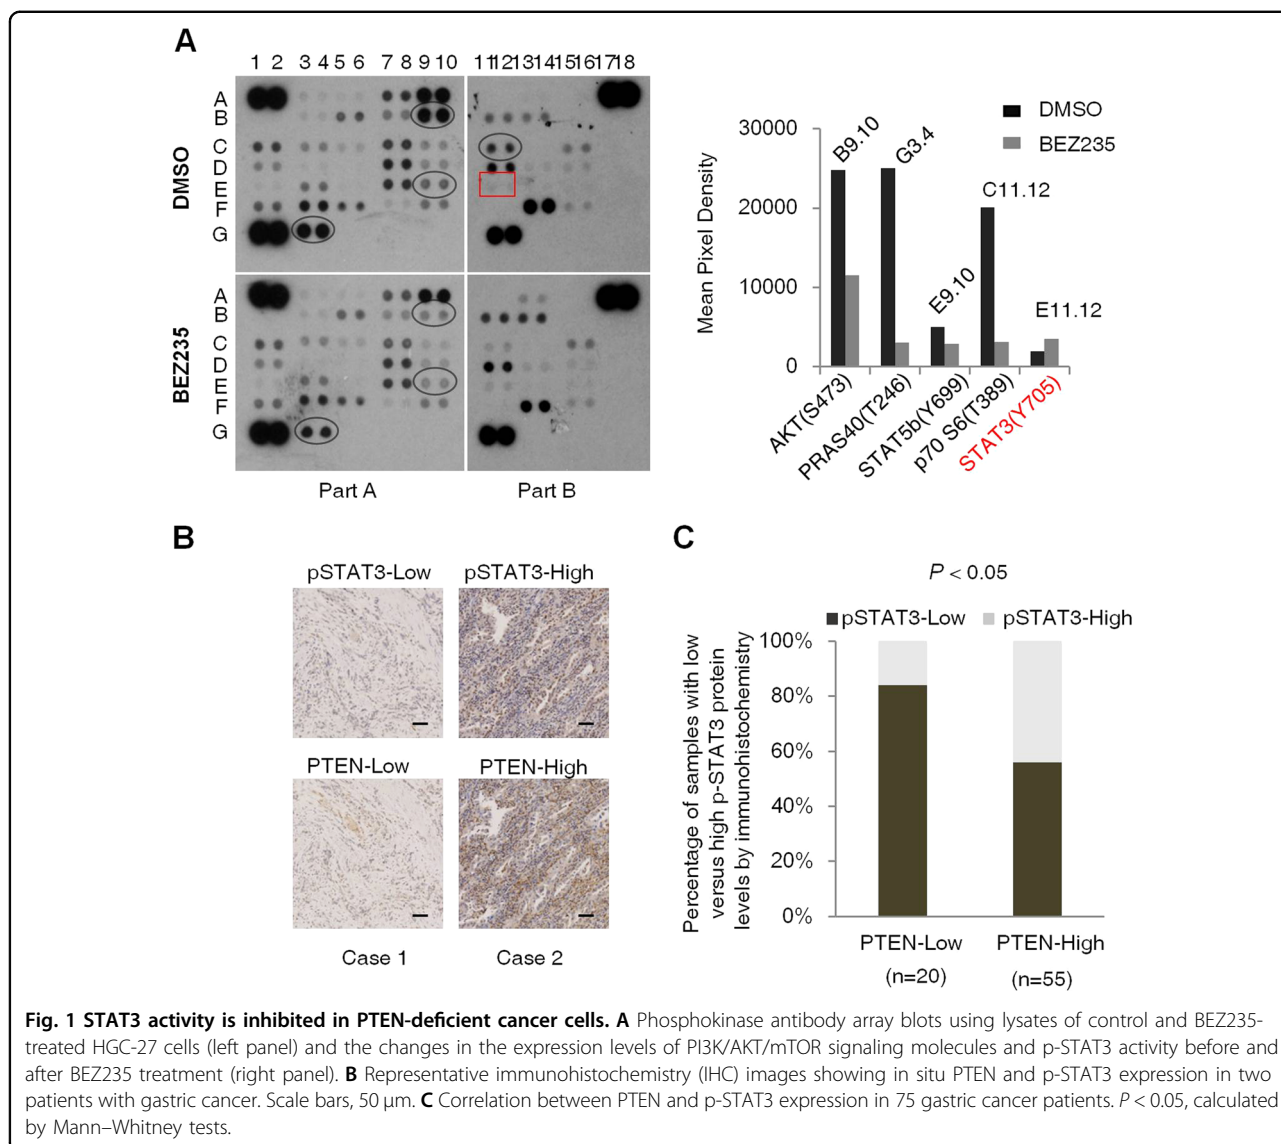 A
1 2 3 4 5 6 7 8 9 10 11 12 13 14 15 16 17 18
DMSO
A
B
C
D
E
F
G
BEZ235
A
B
C
D
E
F
G
Part A Part B
DMSO
BEZ235
Mean Pixel Density
30000
20000
10000
0
B9.10
G3.4
E9.10
C11.12
E11.12
AKT(S473)
PRAS40(T246)
STAT5b(Y699)
p70 S6(T389)
STAT3(Y705)
B
pSTAT3-Low pSTAT3-High
PTEN-Low PTEN-High
Case 1 Case 2
C
P < 0.05
pSTAT3-Low pSTAT3-High
Percentage of samples with low
versus high p-STAT3 protein
levels by immunohistochemistry
100%
80%
60%
40%
20%
0%
PTEN-Low PTEN-High
(n=20) (n=55)
Fig. 1 STAT3 activity is inhibited in PTEN-deficient cancer cells. A Phosphokinase antibody array blots using lysates of control and BEZ235-
treated HGC-27 cells (left panel) and the changes in the expression levels of PI3K/AKT/mTOR signaling molecules and p-STAT3 activity before and
after BEZ235 treatment (right panel). B Representative immunohistochemistry (IHC) images showing in situ PTEN and p-STAT3 expression in two
patients with gastric cancer. Scale bars, 50 μm. C Correlation between PTEN and p-STAT3 expression in 75 gastric cancer patients. P < 0.05, calculated
by Mann–Whitney tests.